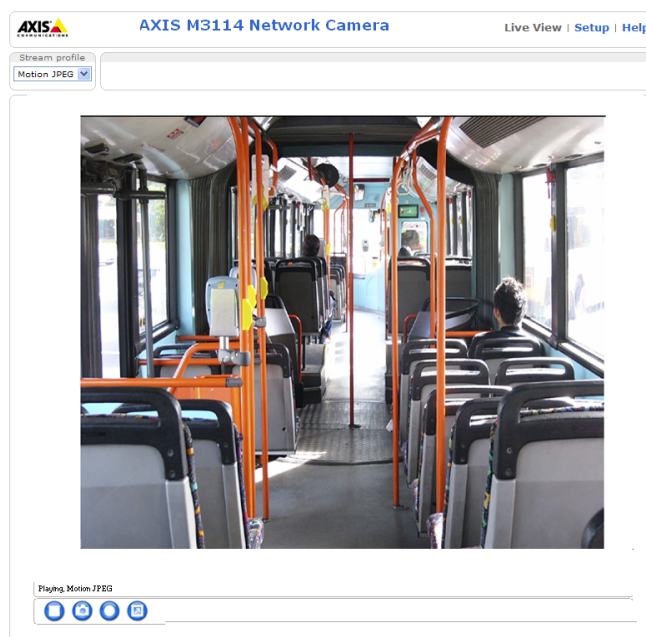 AXIS
COMMUNICATIONS
AXIS M3114 Network Camera
Live View | Setup | Help
Stream profile
Motion JPEG
Playing, Motion JPEG